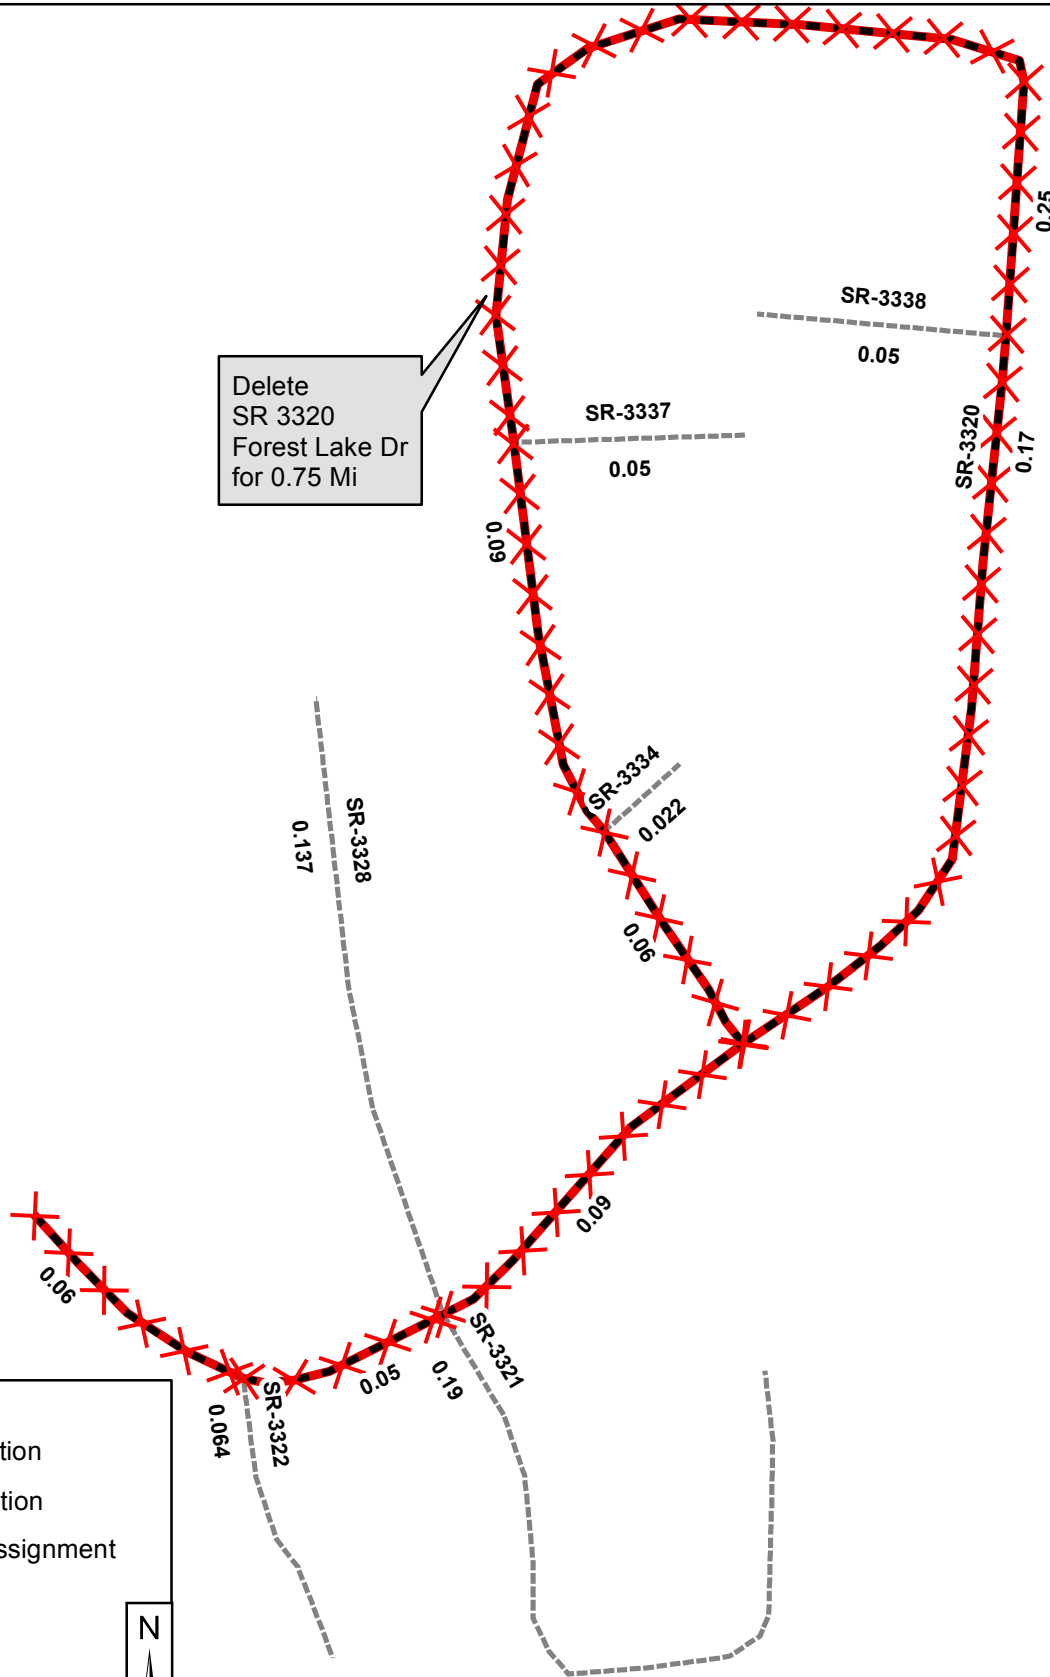 0.25
SR-3338
0.05
Delete
SR 3320
Forest Lake Dr
for 0.75 Mi
SR-3337
0.05
SR-3320
0.17
0.09
SR-3334
0.022
SR-3328
0.137
0.06
0.09
0.06
SR-3321
0.19
0.05
SR-3322
0.064
tion
tion
ssignment
N